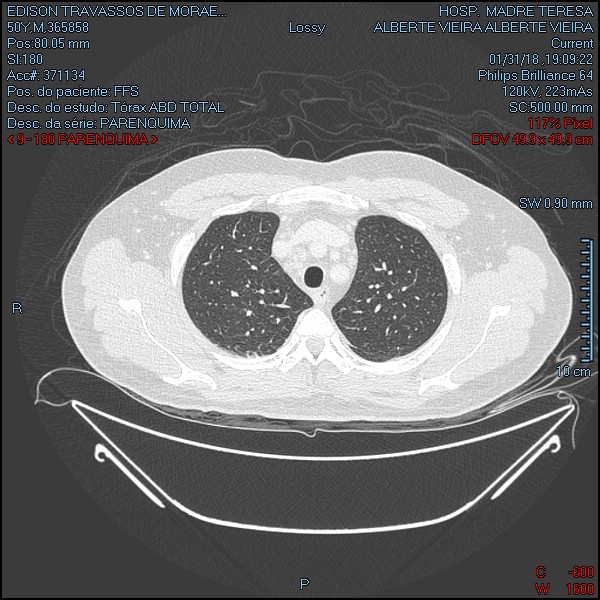 EDISON TRAVASSOS DE MORAE...
50Y,M,365858
Pos:80.05 mm
SI:180
Acc#: 371134
Pos. do paciente: FFS
Desc. do estudo: Tórax ABD TOTAL
Desc. da série: PARENQUIMA
< 9 - 180 PARENQUIMA >
Lossy
HOSP. MADRE TERESA
ALBERTE VIEIRA ALBERTE VIEIRA
Current
01/31/18 ,19:09:22
Philips Brilliance 64
120kV, 223mAs
SC:500.00 mm
117% Pixel
DFOV 49.9 x 49.9 cm
SW 0.90 mm
R
10 cm
P
C -600
W 1600